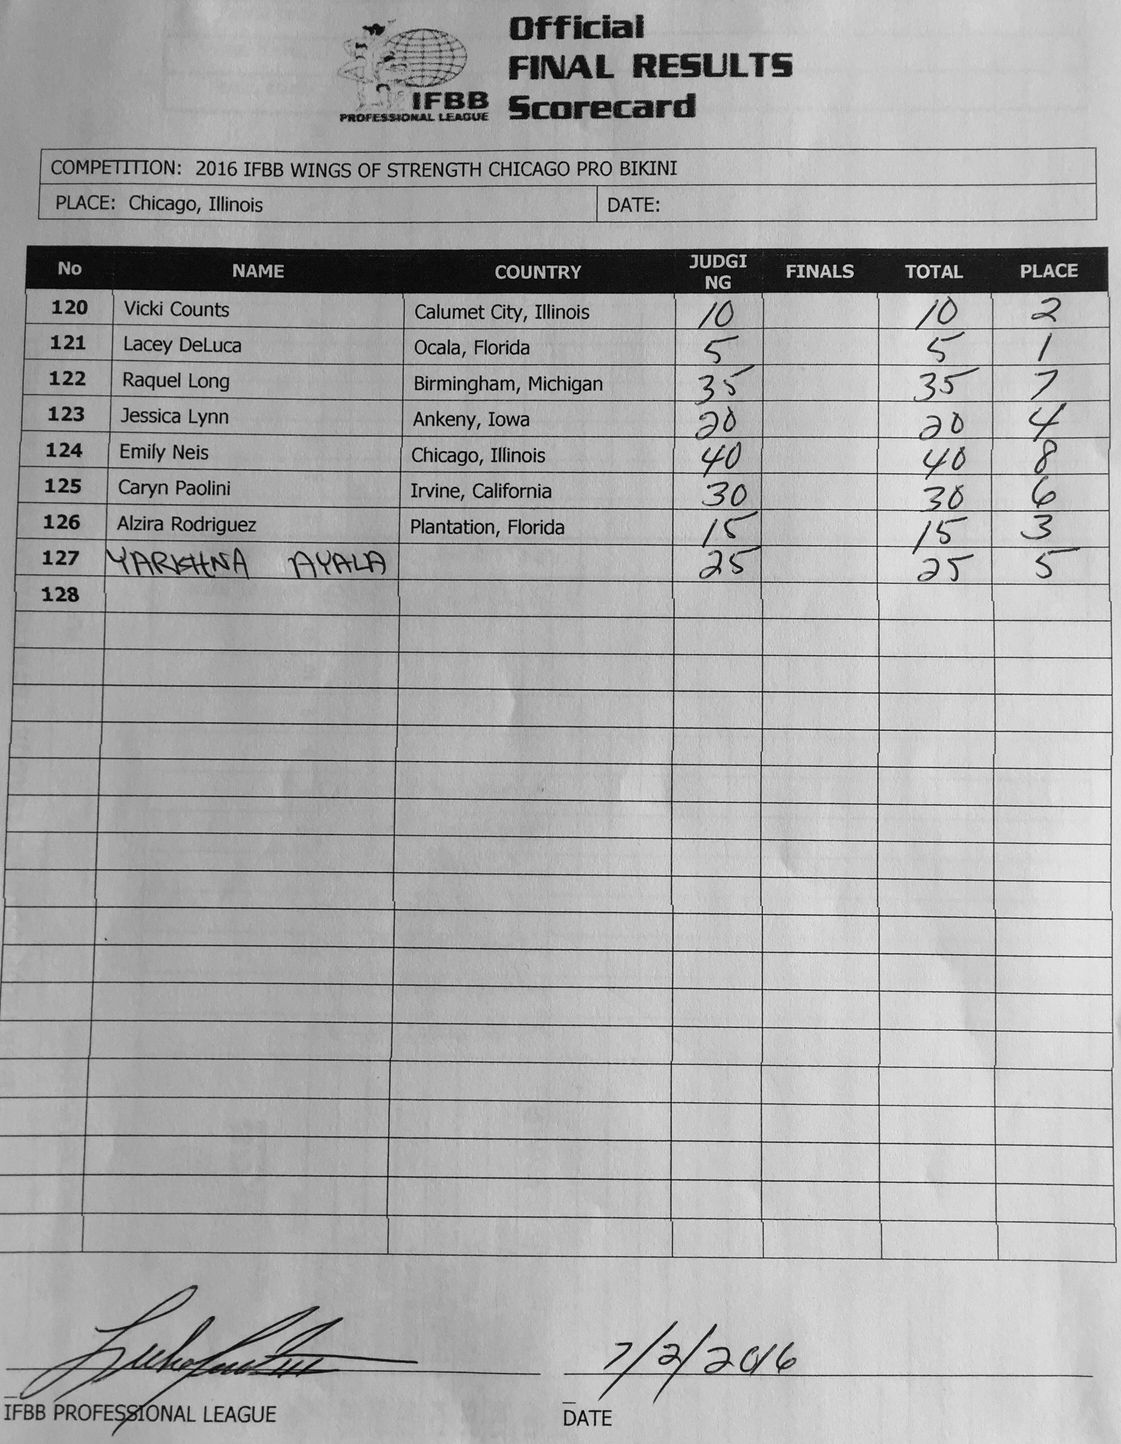 Official
FINAL RESULTS
Scorecard
IFBB
PROFESSIONAL LEAGUE
COMPETITION: 2016 IFBB WINGS OF STRENGTH CHICAGO PRO BIKINI
PLACE: Chicago, Illinois DATE:
No NAME COUNTRY JUDGI NG FINALS TOTAL PLACE
120 Vicki Counts Calumet City, Illinois 10 10 2
121 Lacey DeLuca Ocala, Florida 5 5 1
122 Raquel Long Birmingham, Michigan 35 35 7
123 Jessica Lynn Ankeny, Iowa 20 20 4
124 Emily Neis Chicago, Illinois 40 40 8
125 Caryn Paolini Irvine, California 30 30 6
126 Alzira Rodriguez Plantation, Florida 15 15 3
127 YARISHNA AYALA 25 25 5
128
7/2/2016
IFBB PROFESSIONAL LEAGUE DATE